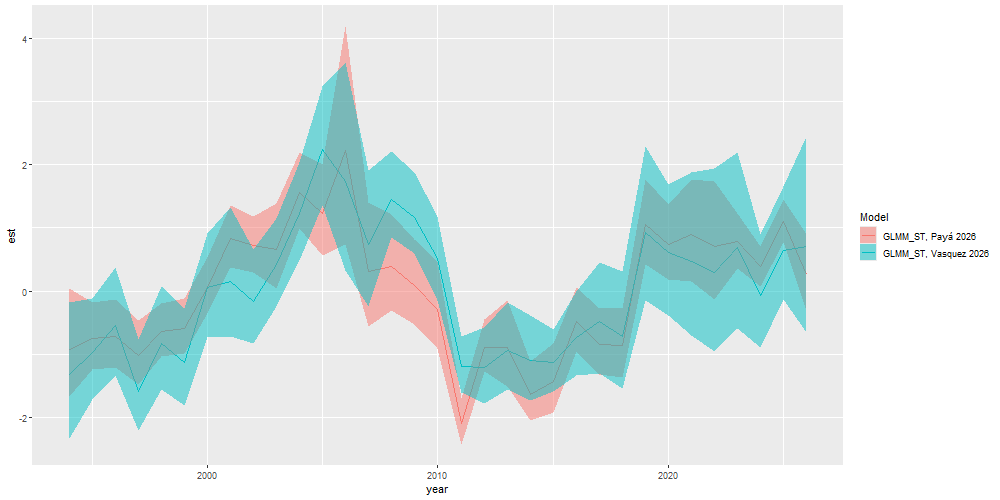 4
2
0
-2
est
2000
2010
2020
year
Model
GLMM_ST, Payá 2026
GLMM_ST, Vasquez 2026